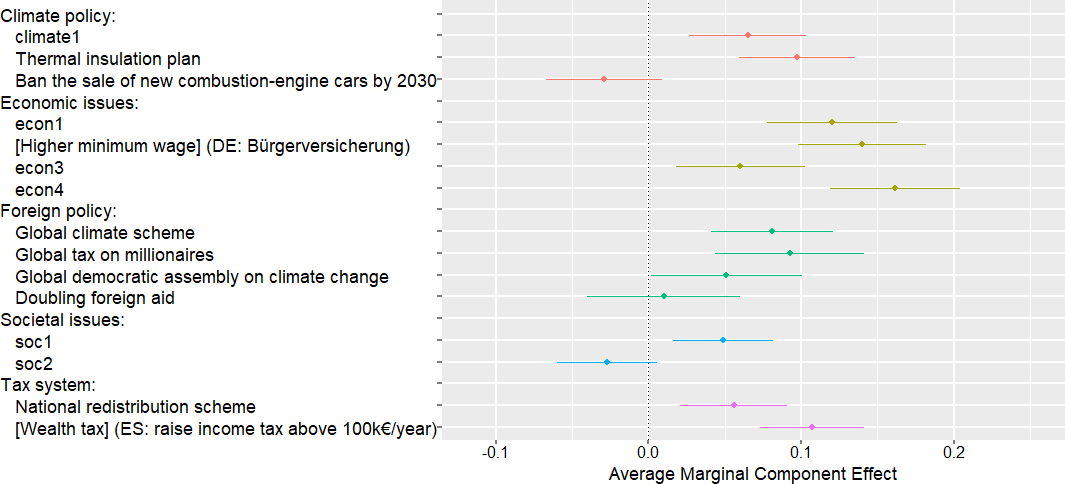 Climate policy:
climate1
Thermal insulation plan
Ban the sale of new combustion-engine cars by 2030
Economic issues:
econ1
[Higher minimum wage] (DE: Bürgerversicherung)
econ3
econ4
Foreign policy:
Global climate scheme
Global tax on millionaires
Global democratic assembly on climate change
Doubling foreign aid
Societal issues:
soc1
soc2
Tax system:
National redistribution scheme
[Wealth tax] (ES: raise income tax above 100k€/year)
-0.1 0.0 0.1 0.2
Average Marginal Component Effect